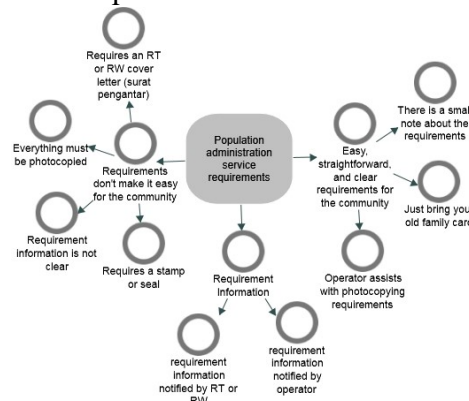 Requires an RT
or RW cover
letter (surat
pengantar)
Everything must
be photocopied
Requirements
don't make it easy
for the community
Requirement
information is not
clear
Requires a stamp
or seal
Population
administration
service
requirements
Requirement
Information
requirement
information
notified by RT or
RW
requirement
information
notified by
operator
Easy,
straightforward,
and clear
requirements for
the community
There is a small
note about the
requirements
Just bring your
old family card
Operator assists
with photocopying
requirements